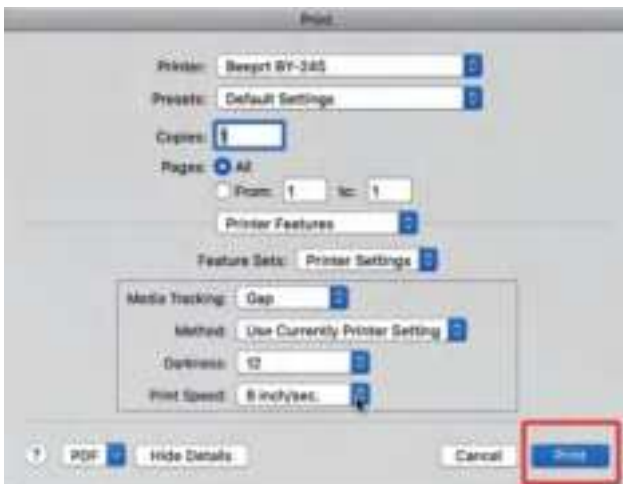 Print
Printer: Beeprt BY-245
Presets: Default Settings
Copies: 1
Pages: All
From: 1 to: 1
Printer Features
Feature Sets: Printer Settings
Media Tracking: Gap
Method: Use Currently Printer Setting
Darkness: 12
Print Speed: 6 inch/sec.
? PDF Hide Details Cancel Print